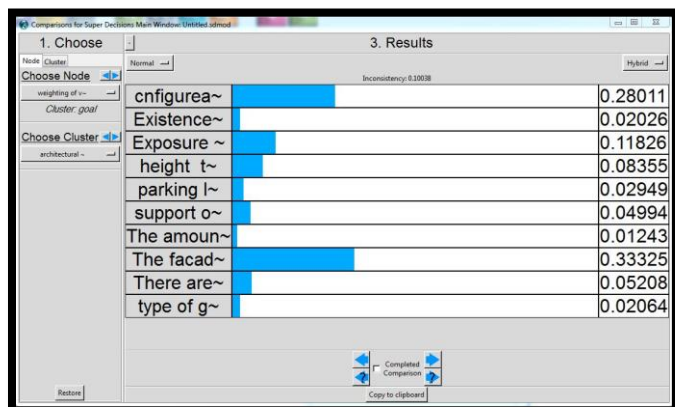 Comparisons for Super Decisions Main Window: Untitled.sdmod
1. Choose
Node Cluster
Choose Node
weighting of v~
Cluster: goal
Choose Cluster
architectural ~
Restore
- 3. Results
Normal Hybrid
Inconsistency: 0.10038
cnfigurea~ 0.28011
Existence~ 0.02026
Exposure ~ 0.11826
height t~ 0.08355
parking l~ 0.02949
support o~ 0.04994
The amoun~ 0.01243
The facad~ 0.33325
There are~ 0.05208
type of g~ 0.02064
Completed
Comparison
Copy to clipboard